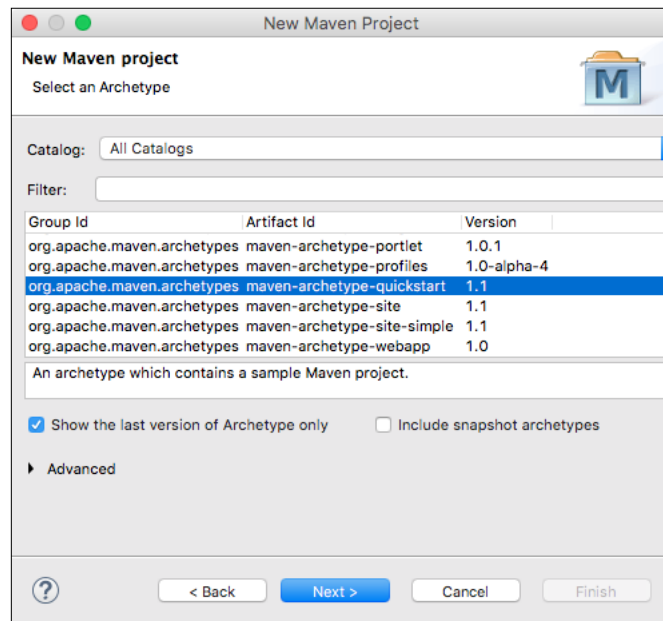 New Maven Project
New Maven project
Select an Archetype
M
Catalog: All Catalogs
Filter:
Group Id Artifact Id Version
org.apache.maven.archetypes maven-archetype-portlet 1.0.1
org.apache.maven.archetypes maven-archetype-profiles 1.0-alpha-4
org.apache.maven.archetypes maven-archetype-quickstart 1.1
org.apache.maven.archetypes maven-archetype-site 1.1
org.apache.maven.archetypes maven-archetype-site-simple 1.1
org.apache.maven.archetypes maven-archetype-webapp 1.0
An archetype which contains a sample Maven project.
Show the last version of Archetype only Include snapshot archetypes
Advanced
? < Back Next > Cancel Finish